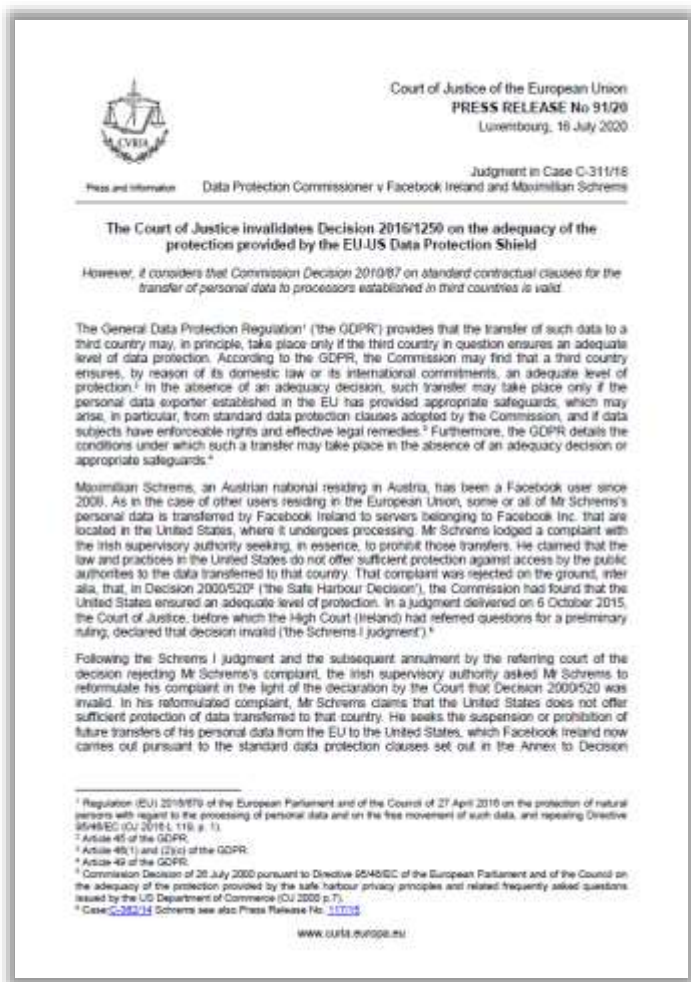 Court of Justice of the European Union
PRESS RELEASE No 91/20
Luxembourg, 16 July 2020
CVRIA
Judgment in Case C-311/18
Press and Information
Data Protection Commissioner v Facebook Ireland and Maximillian Schrems
The Court of Justice invalidates Decision 2016/1250 on the adequacy of the
protection provided by the EU-US Data Protection Shield
However, it considers that Commission Decision 2010/87 on standard contractual clauses for the
transfer of personal data to processors established in third countries is valid
The General Data Protection Regulation¹ ('the GDPR') provides that the transfer of such data to a
third country may, in principle, take place only if the third country in question ensures an adequate
level of data protection. According to the GDPR, the Commission may find that a third country
ensures, by reason of its domestic law or its international commitments, an adequate level of
protection.² In the absence of an adequacy decision, such transfer may take place only if the
personal data exporter established in the EU has provided appropriate safeguards, which may
arise, in particular, from standard data protection clauses adopted by the Commission, and if data
subjects have enforceable rights and effective legal remedies.³ Furthermore, the GDPR details the
conditions under which such a transfer may take place in the absence of an adequacy decision or
appropriate safeguards.⁴
Maximillian Schrems, an Austrian national residing in Austria, has been a Facebook user since
2008. As in the case of other users residing in the European Union, some or all of Mr Schrems's
personal data is transferred by Facebook Ireland to servers belonging to Facebook Inc. that are
located in the United States, where it undergoes processing. Mr Schrems lodged a complaint with
the Irish supervisory authority seeking, in essence, to prohibit those transfers. He claimed that the
law and practices in the United States do not offer sufficient protection against access by the public
authorities to the data transferred to that country. That complaint was rejected on the ground, inter
alia, that, in Decision 2000/520⁵ ('the Safe Harbour Decision'), the Commission had found that the
United States ensured an adequate level of protection. In a judgment delivered on 6 October 2015,
the Court of Justice, before which the High Court (Ireland) had referred questions for a preliminary
ruling, declared that decision invalid ('the Schrems I judgment').⁶
Following the Schrems I judgment and the subsequent annulment by the referring court of the
decision rejecting Mr Schrems's complaint, the Irish supervisory authority asked Mr Schrems to
reformulate his complaint in the light of the declaration by the Court that Decision 2000/520 was
invalid. In his reformulated complaint, Mr Schrems claims that the United States does not offer
sufficient protection of data transferred to that country. He seeks the suspension or prohibition of
future transfers of his personal data from the EU to the United States, which Facebook Ireland now
carries out pursuant to the standard data protection clauses set out in the Annex to Decision
¹ Regulation (EU) 2016/679 of the European Parliament and of the Council of 27 April 2016 on the protection of natural
persons with regard to the processing of personal data and on the free movement of such data, and repealing Directive
95/46/EC (OJ 2016 L 119, p. 1).
² Article 45 of the GDPR.
³ Article 46(1) and (2)(c) of the GDPR.
⁴ Article 49 of the GDPR.
⁵ Commission Decision of 26 July 2000 pursuant to Directive 95/46/EC of the European Parliament and of the Council on
the adequacy of the protection provided by the safe harbour privacy principles and related frequently asked questions
issued by the US Department of Commerce (OJ 2000 p.7).
⁶ Case C-362/14 Schrems see also Press Release No. 117/15
www.curia.europa.eu